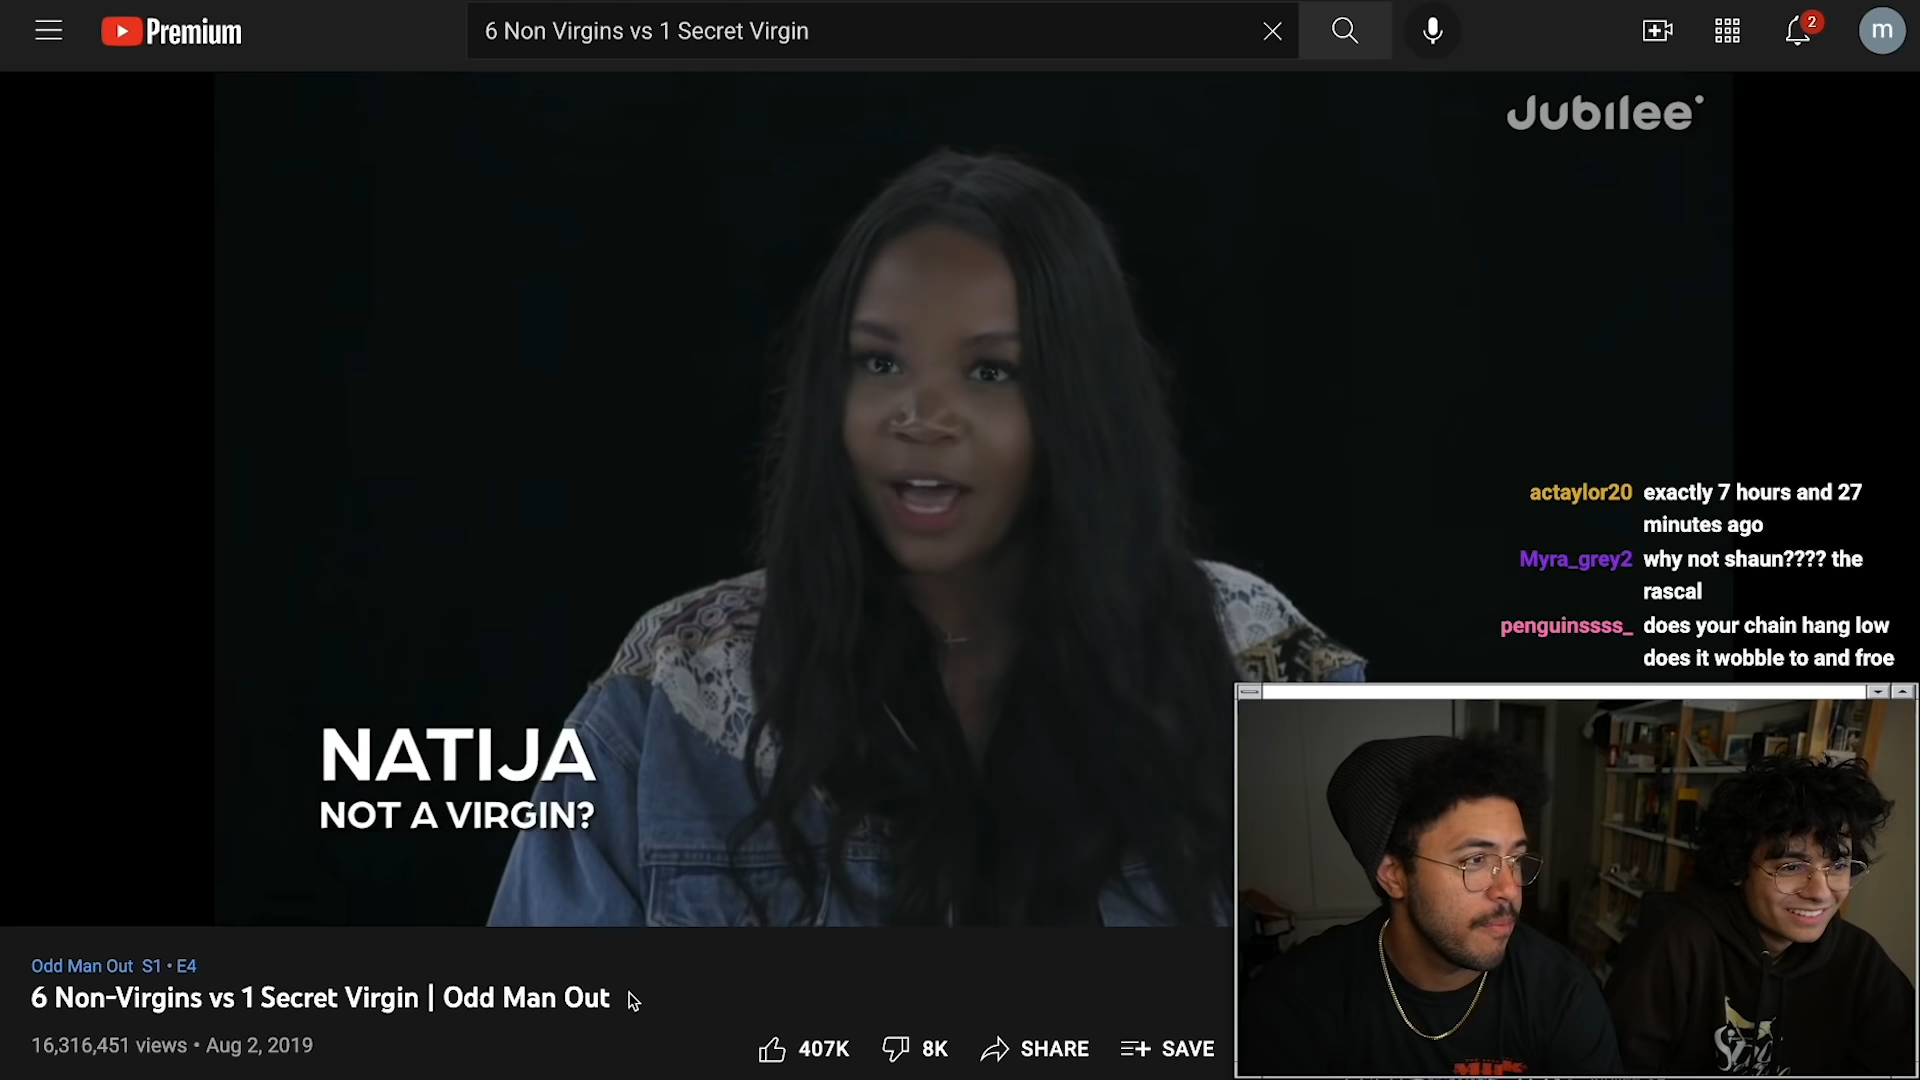 Premium
6 Non Virgins vs 1 Secret Virgin
2
m
Jubilee
actaylor20 exactly 7 hours and 27
minutes ago
Myra_grey2 why not shaun???? the
rascal
penguinssss_ does your chain hang low
does it wobble to and froe
NATIJA
NOT A VIRGIN?
Odd Man Out S1 • E4
6 Non-Virgins vs 1 Secret Virgin | Odd Man Out
16,316,451 views • Aug 2, 2019
407K
8K
SHARE
SAVE